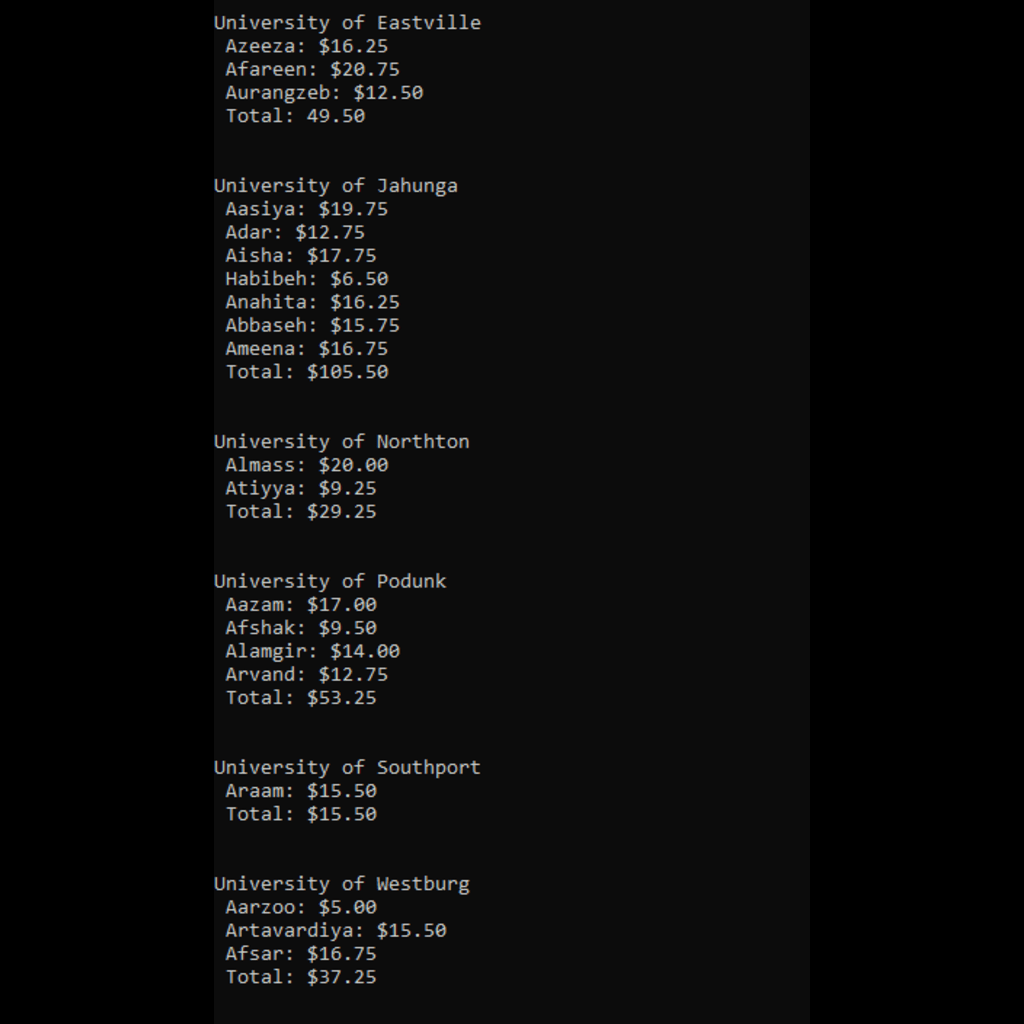 University of Eastville
Azeeza: $16.25
Afareen: $20.75
Aurangzeb: $12.50
Total: 49.50
University of Jahunga
Aasiya: $19.75
Adar: $12.75
Aisha: $17.75
Habibeh: $6.50
Anahita: $16.25
Abbaseh: $15.75
Ameena: $16.75
Total: $105.50
University of Northton
Almass: $20.00
Atiyya: $9.25
Total: $29.25
University of Podunk
Aazam: $17.00
Afshak: $9.50
Alamgir: $14.00
Arvand: $12.75
Total: $53.25
University of Southport
Araam: $15.50
Total: $15.50
University of Westburg
Aarzoo: $5.00
Artavardiya: $15.50
Afsar: $16.75
Total: $37.25